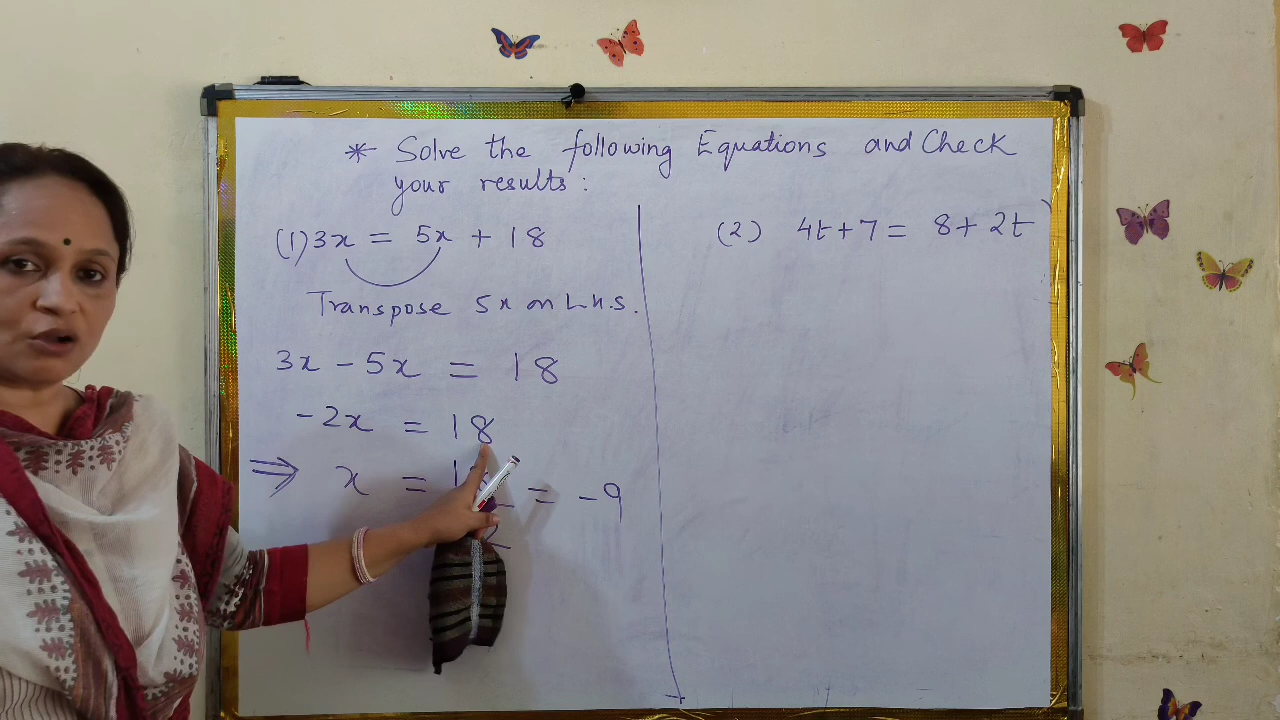 * Solve the following Equations and Check
your results :
(1) 3x = 5x + 18
Transpose 5x on L.H.S.
3x - 5x = 18
-2x = 18
⇒ x = = -9
(2) 4t + 7 = 8 + 2t